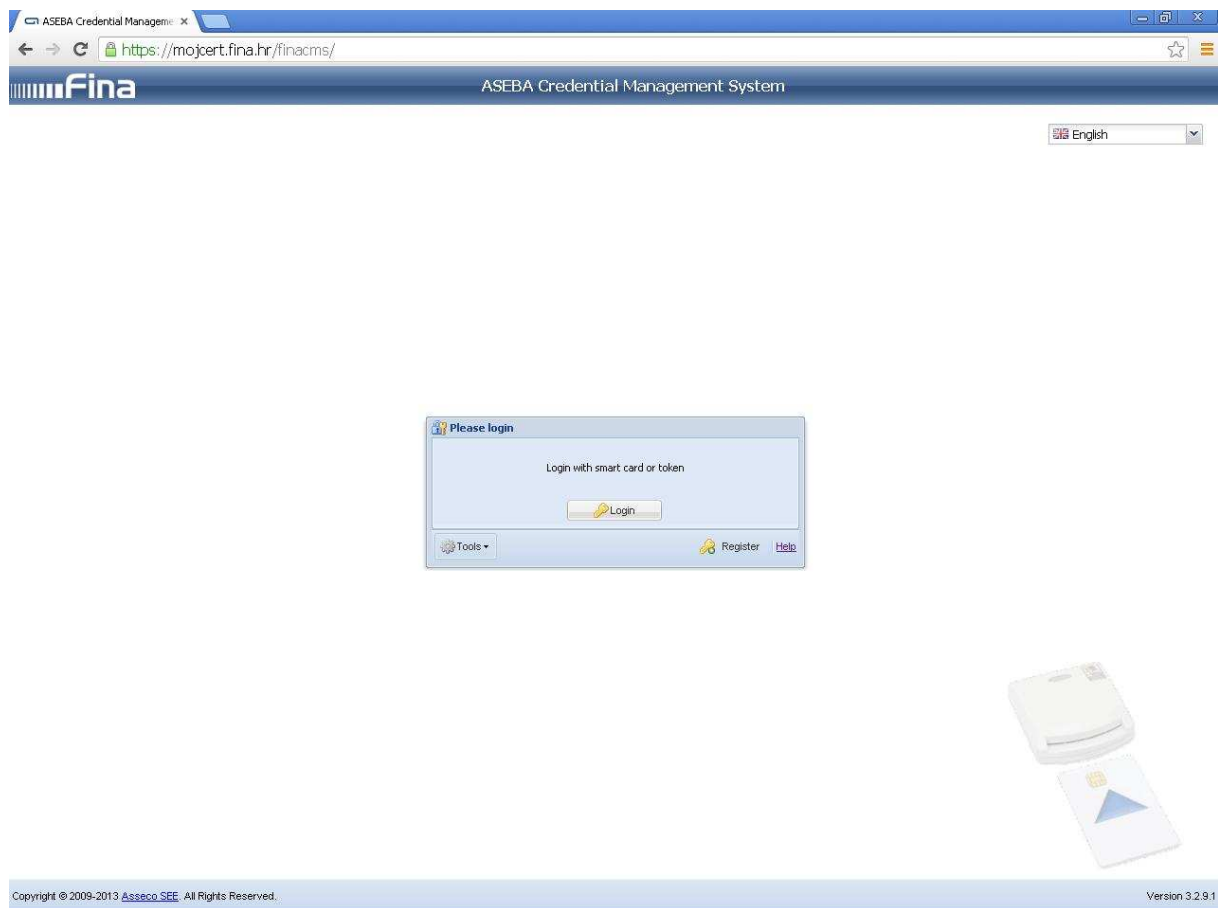 ASEBA Credential Manageme
https://mojcert.fina.hr/finacms/
Fina
ASEBA Credential Management System
English
Please login
Login with smart card or token
Login
Tools
Register Help
Copyright © 2009-2013 Asseco SEE. All Rights Reserved.
Version 3.2.9.1